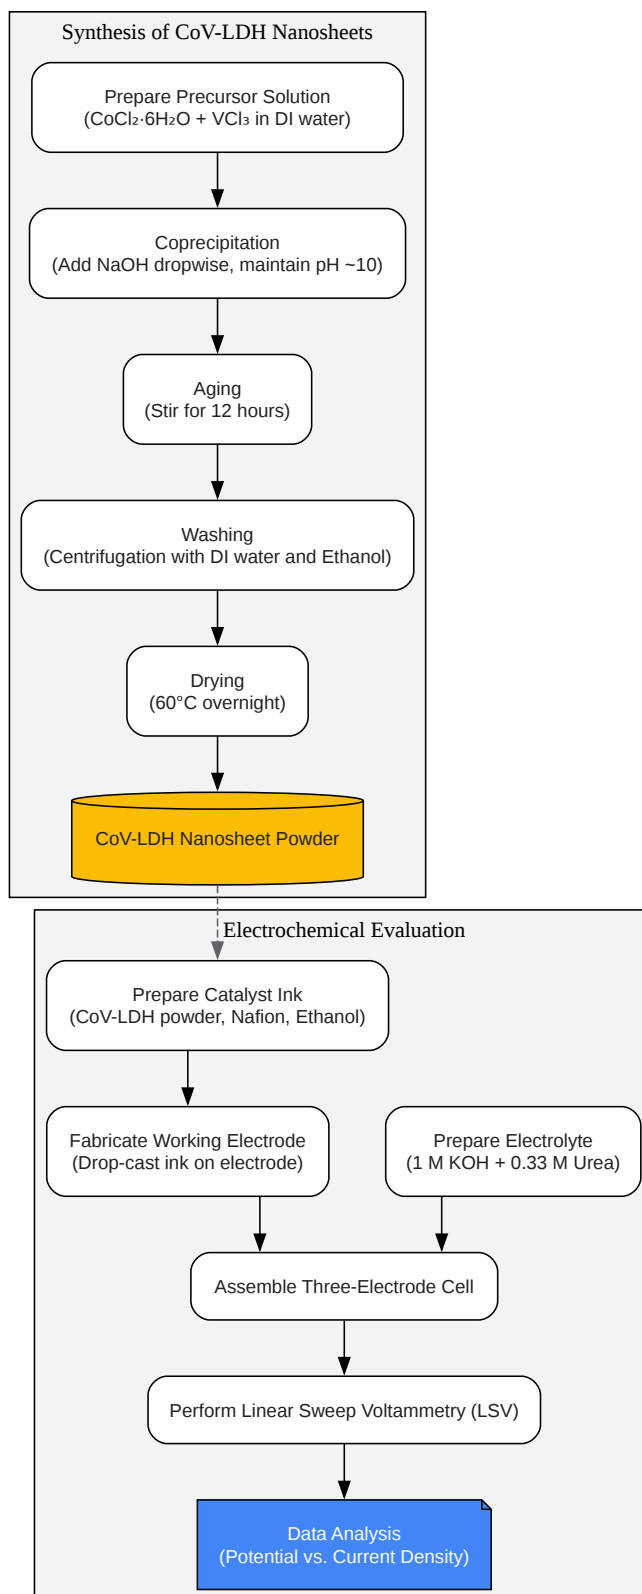 Synthesis of CoV-LDH Nanosheets
Prepare Precursor Solution
(CoCl₂·6H₂O + VCl₃ in DI water)
Coprecipitation
(Add NaOH dropwise, maintain pH ~10)
Aging
(Stir for 12 hours)
Washing
(Centrifugation with DI water and Ethanol)
Drying
(60°C overnight)
CoV-LDH Nanosheet Powder
Electrochemical Evaluation
Prepare Catalyst Ink
(CoV-LDH powder, Nafion, Ethanol)
Fabricate Working Electrode
(Drop-cast ink on electrode)
Prepare Electrolyte
(1 M KOH + 0.33 M Urea)
Assemble Three-Electrode Cell
Perform Linear Sweep Voltammetry (LSV)
Data Analysis
(Potential vs. Current Density)